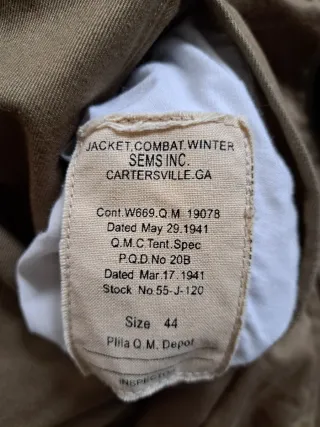 JACKET,COMBAT,WINTER
SEMS INC.
CARTERSVILLE.GA
Cont.W669.Q.M 19078
Dated May 29.1941
Q.M.C Tent.Spec
P.Q.D.No 20B
Dated Mar.17.1941
Stock No 55-J-120
Size 44
Phila Q.M. Depot